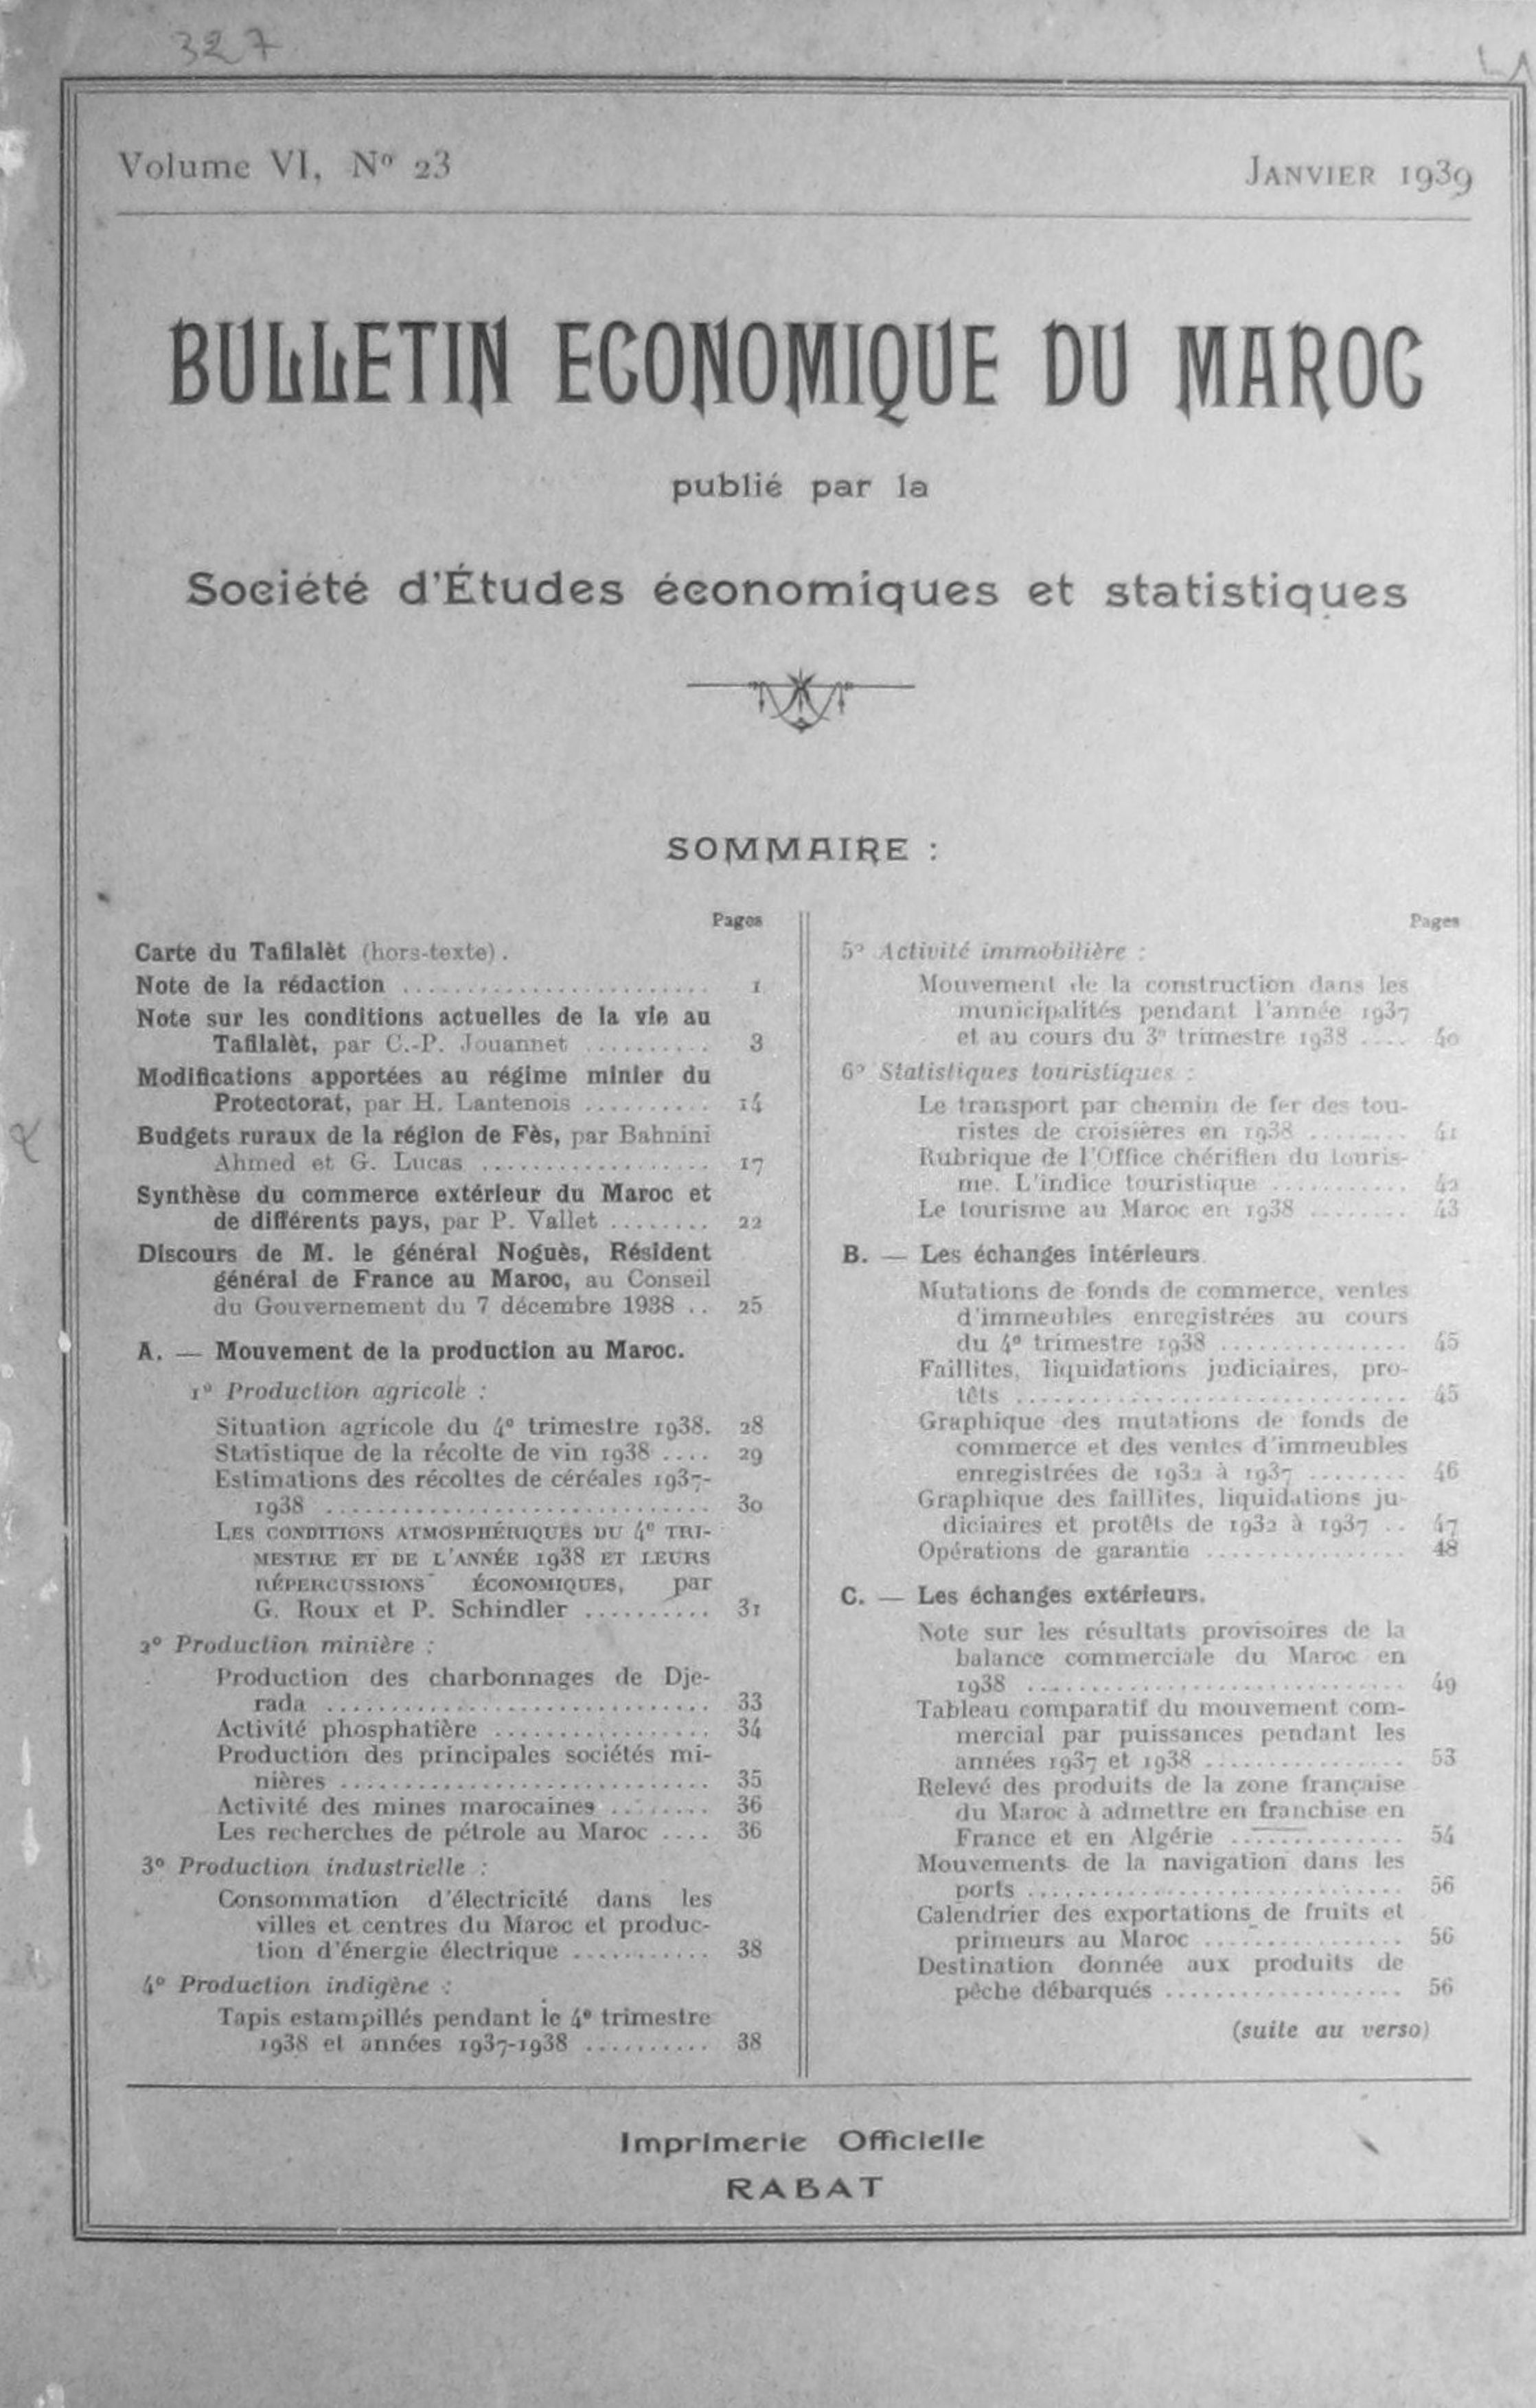 327
Volume VI, N° 23
JANVIER 1939
BULLETIN ECONOMIQUE DU MAROC
publié par la
Société d'Études économiques et statistiques
SOMMAIRE :
Pages
Carte du Tafilalèt (hors-texte).
Note de la rédaction ........................ 1
Note sur les conditions actuelles de la vie au
Tafilalèt, par C.-P. Jouannet .......... 3
Modifications apportées au régime minier du
Protectorat, par H. Lantenois .......... 14
Budgets ruraux de la région de Fès, par Bahnini
Ahmed et G. Lucas .................. 17
Synthèse du commerce extérieur du Maroc et
de différents pays, par P. Vallet ........ 22
Discours de M. le général Noguès, Résident
général de France au Maroc, au Conseil
du Gouvernement du 7 décembre 1938 .. 25
A. — Mouvement de la production au Maroc.
1° Production agricole :
Situation agricole du 4e trimestre 1938. 28
Statistique de la récolte de vin 1938 .... 29
Estimations des récoltes de céréales 1937-
1938 .............................. 30
LES CONDITIONS ATMOSPHÉRIQUES DU 4e TRI-
MESTRE ET DE L'ANNÉE 1938 ET LEURS
RÉPERCUSSIONS ÉCONOMIQUES, par
G. Roux et P. Schindler .......... 31
2° Production minière :
Production des charbonnages de Dje-
rada .............................. 33
Activité phosphatière ................. 34
Production des principales sociétés mi-
nières ............................. 35
Activité des mines marocaines ........ 36
Les recherches de pétrole au Maroc .... 36
3° Production industrielle :
Consommation d'électricité dans les
villes et centres du Maroc et produc-
tion d'énergie électrique ........... 38
4° Production indigène :
Tapis estampillés pendant le 4e trimestre
1938 et années 1937-1938 .......... 38
Pages
5° Activité immobilière :
Mouvement de la construction dans les
municipalités pendant l'année 1937
et au cours du 3e trimestre 1938 .... 40
6° Statistiques touristiques :
Le transport par chemin de fer des tou-
ristes de croisières en 1938 ........ 41
Rubrique de l'Office chérifien du touris-
me. L'indice touristique ........... 42
Le tourisme au Maroc en 1938 ........ 43
B. — Les échanges intérieurs.
Mutations de fonds de commerce, ventes
d'immeubles enregistrées au cours
du 4e trimestre 1938 ............... 45
Faillites, liquidations judiciaires, pro-
têts ............................... 45
Graphique des mutations de fonds de
commerce et des ventes d'immeubles
enregistrées de 1932 à 1937 ........ 46
Graphique des faillites, liquidations ju-
diciaires et protêts de 1932 à 1937 .. 47
Opérations de garantie ................ 48
C. — Les échanges extérieurs.
Note sur les résultats provisoires de la
balance commerciale du Maroc en
1938 .............................. 49
Tableau comparatif du mouvement com-
mercial par puissances pendant les
années 1937 et 1938 ................ 53
Relevé des produits de la zone française
du Maroc à admettre en franchise en
France et en Algérie .............. 54
Mouvements de la navigation dans les
ports .............................. 56
Calendrier des exportations de fruits et
primeurs au Maroc ................ 56
Destination donnée aux produits de
pêche débarqués ................... 56
(suite au verso)
Imprimerie Officielle
RABAT